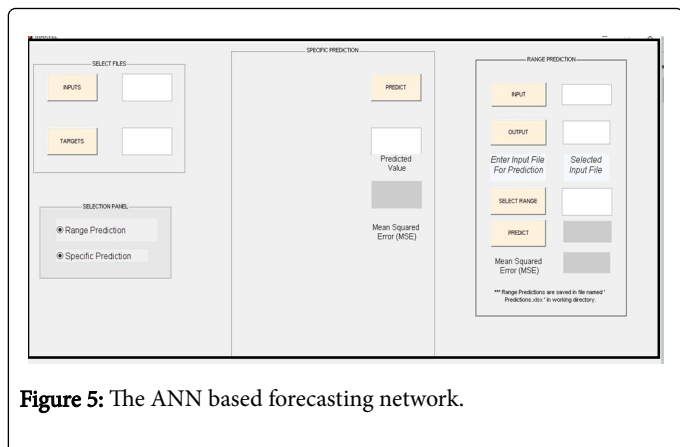 SELECT FILES
INPUTS
TARGETS
SELECTION PANEL
Range Prediction
Specific Prediction
SPECIFIC PREDICTION
PREDICT
Predicted
Value
Mean Squared
Error (MSE)
RANGE PREDICTION
INPUT
OUTPUT
Enter Input File
For Prediction
Selected
Input File
SELECT RANGE
PREDICT
Mean Squared
Error (MSE)
*** Range Predictions are saved in file named '
Predictions.xlsx ' in working directory.
Figure 5: The ANN based forecasting network.